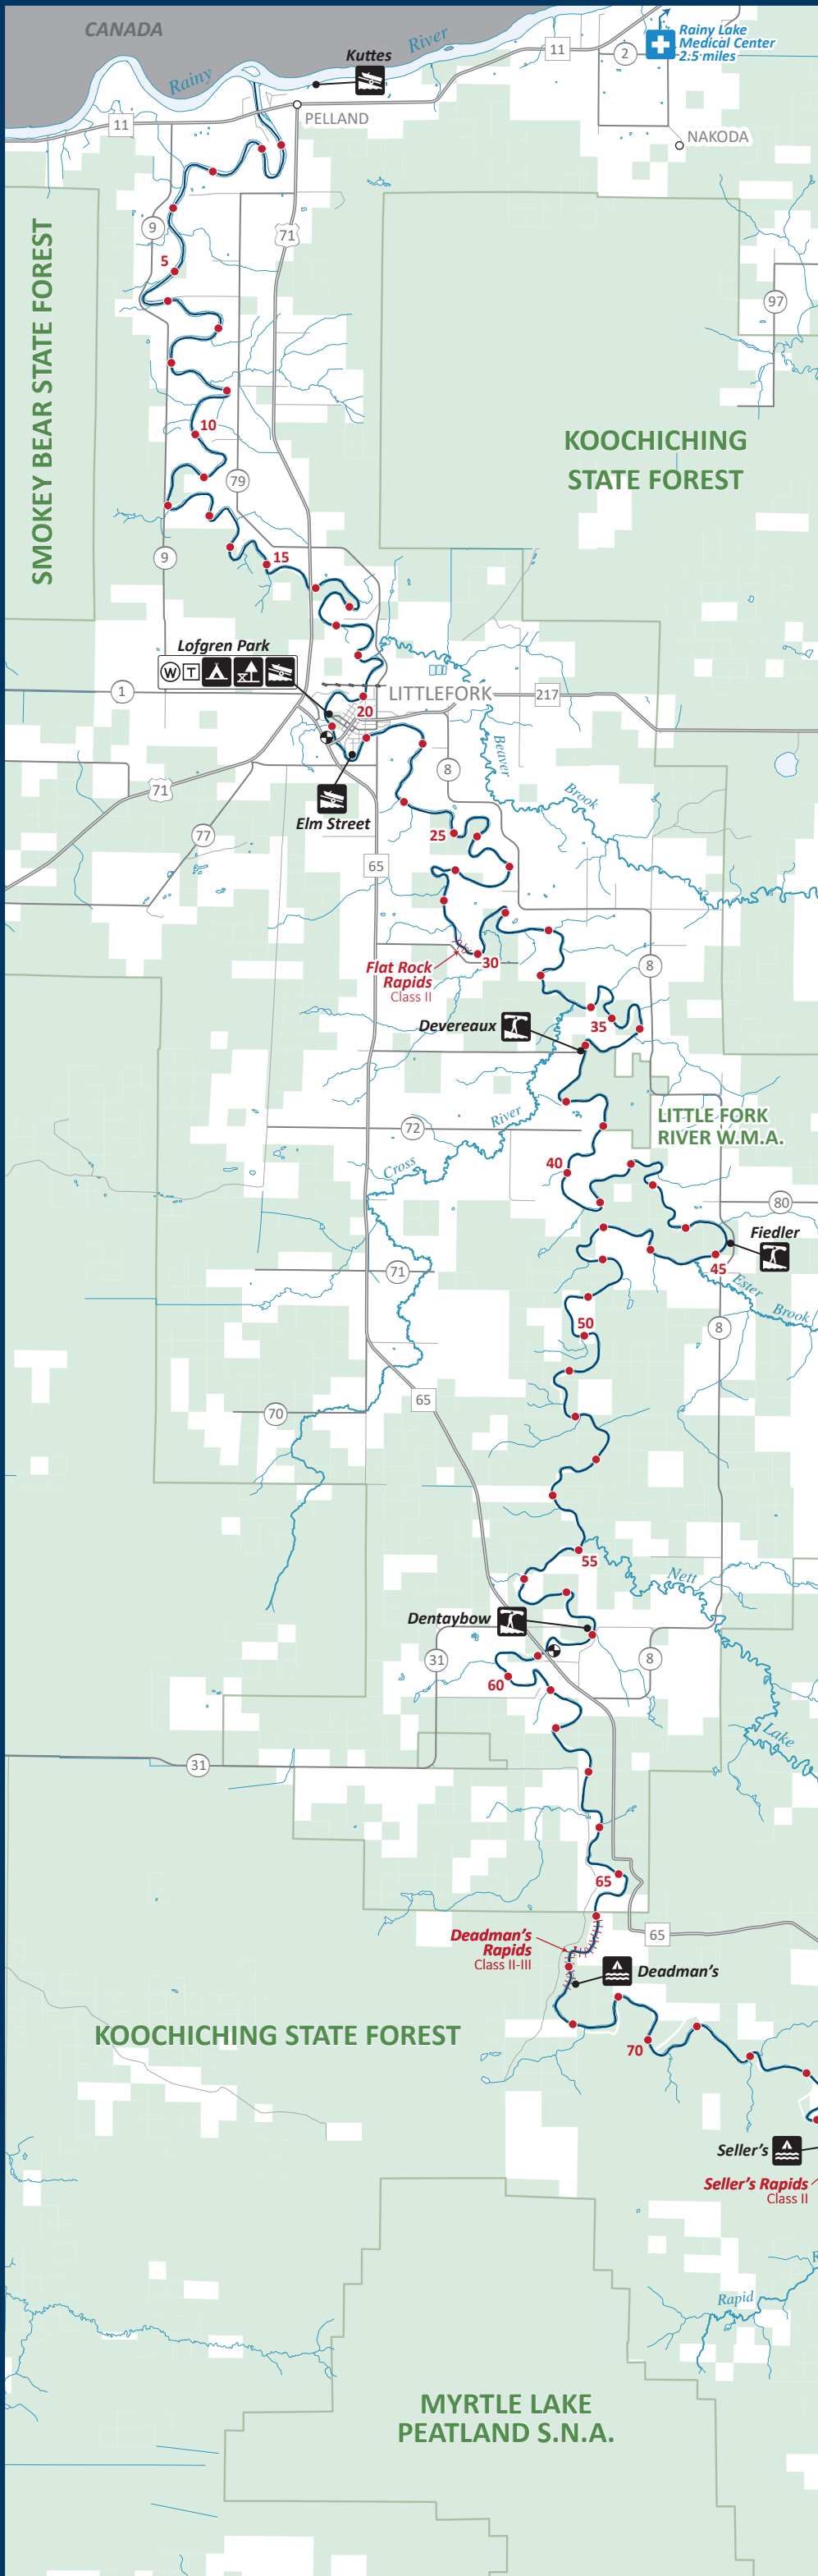 CANADA
Rainy River
Kuttes
11
2
Rainy Lake
Medical Center
2.5 miles
11
PELLAND
NAKODA
9
71
5
SMOKEY BEAR STATE FOREST
97
10
KOOCHICHING
STATE FOREST
79
9
15
Lofgren Park
W
T
1
LITTLEFORK
217
20
Beaver Brook
8
71
Elm Street
77
25
65
Flat Rock
Rapids
Class II
30
8
Devereaux
35
LITTLE FORK
RIVER W.M.A.
72
Cross River
40
80
Fiedler
45
71
Ester Brook
50
8
65
70
55
Nett Lake
Dentaybow
31
8
60
31
65
Deadman's
Rapids
Class II-III
65
Deadman's
KOOCHICHING STATE FOREST
70
Seller's
Seller's Rapids
Class II
Rapid
R
MYRTLE LAKE
PEATLAND S.N.A.